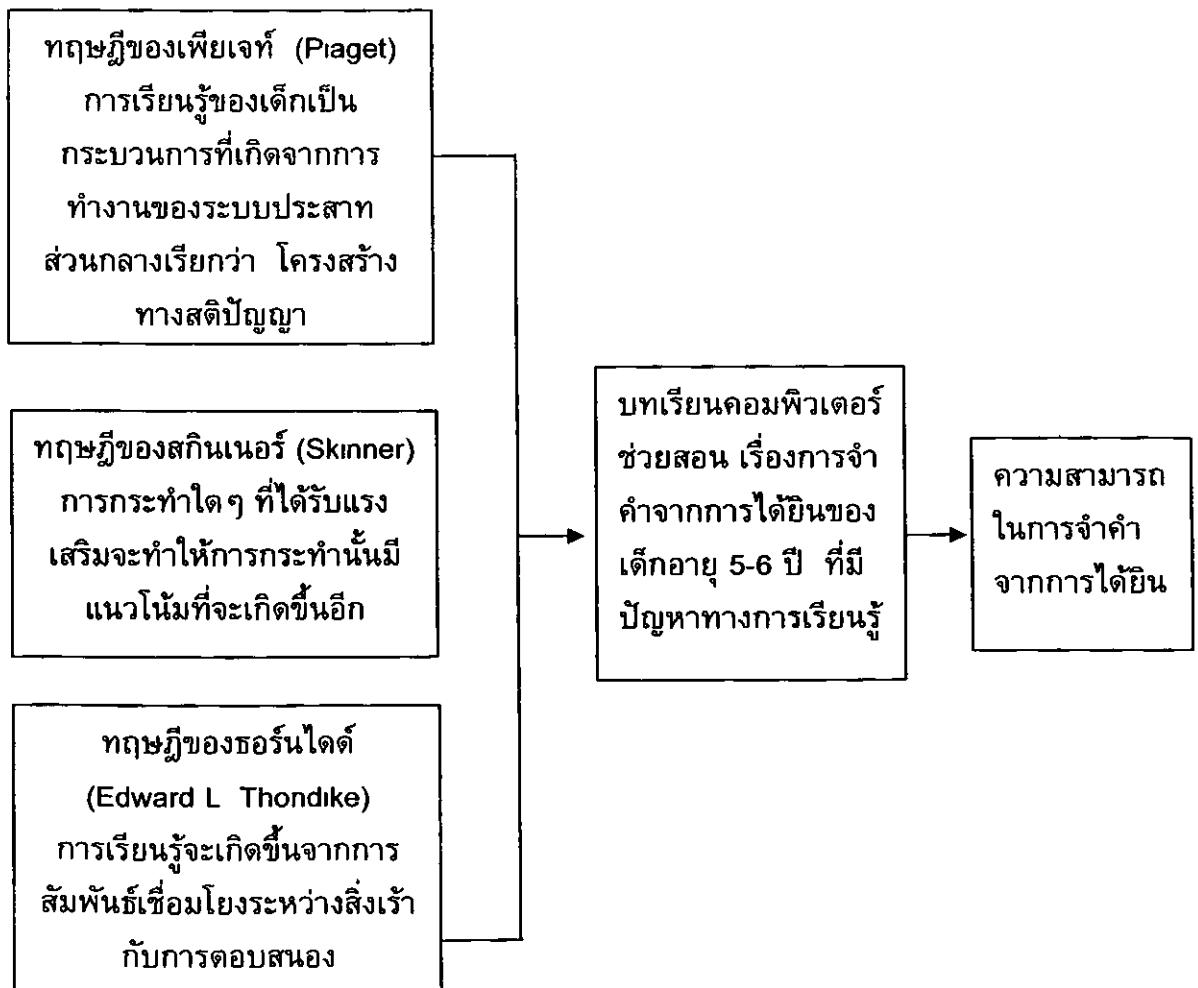 ทฤษฎีของเพียเจท์ (Piaget)
การเรียนรู้ของเด็กเป็น
กระบวนการที่เกิดจากการ
ทำงานของระบบประสาท
ส่วนกลางเรียกว่า โครงสร้าง
ทางสติปัญญา
ทฤษฎีของสกินเนอร์ (Skinner)
การกระทำใด ๆ ที่ได้รับแรง
เสริมจะทำให้การกระทำนั้นมี
แนวโน้มที่จะเกิดขึ้นอีก
ทฤษฎีของธอร์นไดด์
(Edward L Thondike)
การเรียนรู้จะเกิดขึ้นจากการ
สัมพันธ์เชื่อมโยงระหว่างสิ่งเร้า
กับการตอบสนอง
บทเรียนคอมพิวเตอร์
ช่วยสอน เรื่องการจำ
คำจากการได้ยินของ
เด็กอายุ 5-6 ปี ที่มี
ปัญหาทางการเรียนรู้
ความสามารถ
ในการจำคำ
จากการได้ยิน